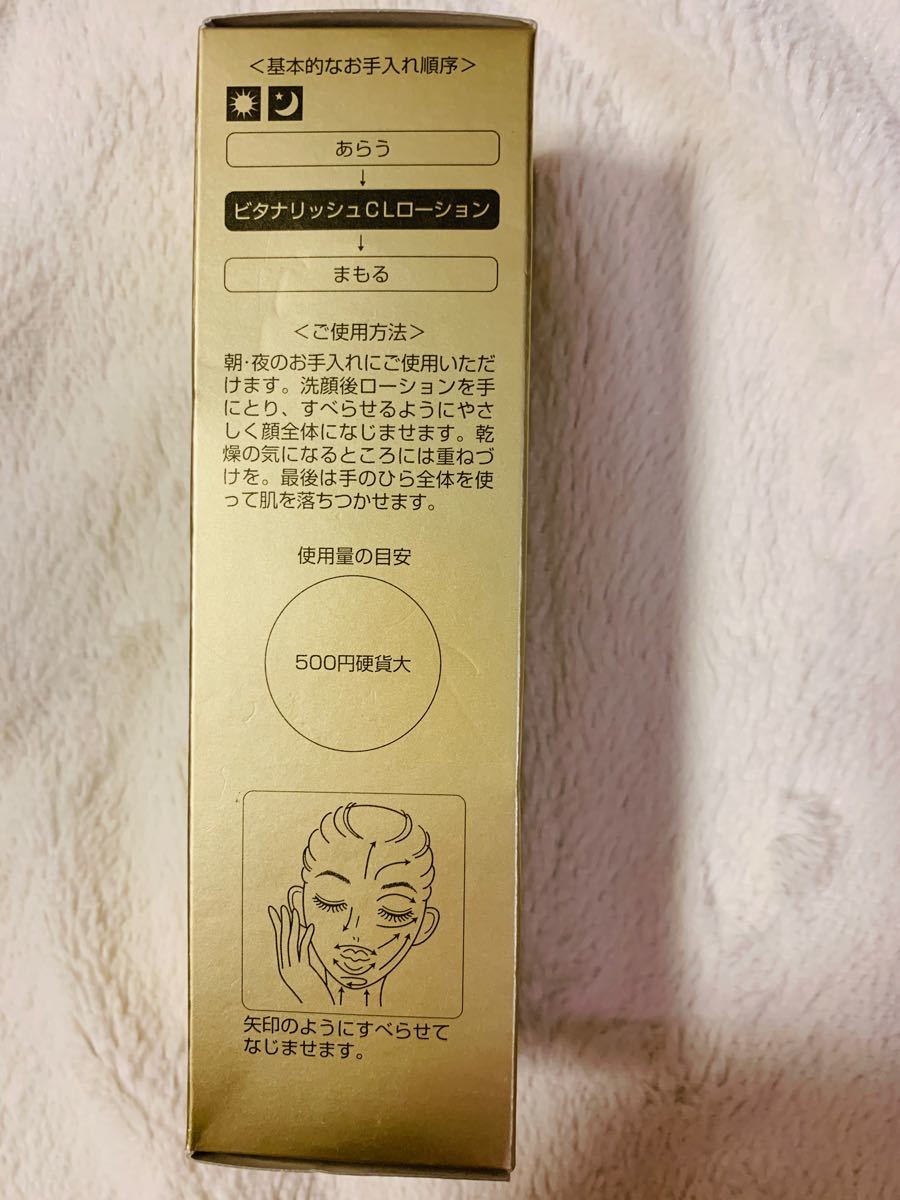 ＜基本的なお手入れ順序＞
あらう
↓
ビタナリッシュCLローション
↓
まもる
＜ご使用方法＞
朝・夜のお手入れにご使用いただ
けます。洗顔後ローションを手
にとり、すべらせるようにやさ
しく顔全体になじませます。乾
燥の気になるところには重ねづ
けを。最後は手のひら全体を使
って肌を落ちつかせます。
使用量の目安
500円硬貨大
矢印のようにすべらせて
なじませます。